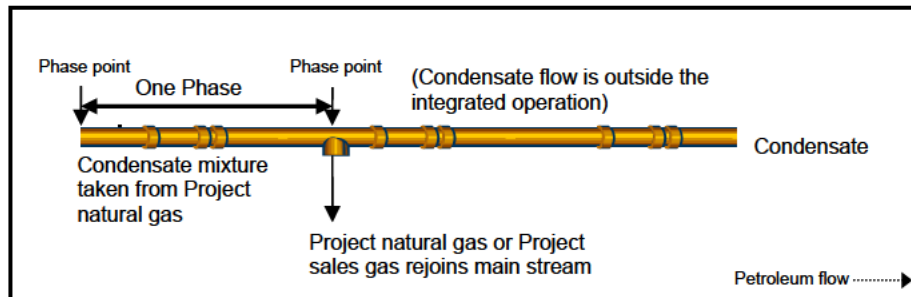 Phase point
One Phase
Phase point
(Condensate flow is outside the
integrated operation)
Condensate
Condensate mixture
taken from Project
natural gas
Project natural gas or Project
sales gas rejoins main stream
Petroleum flow